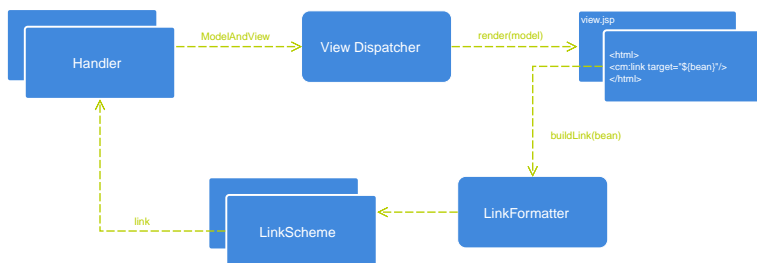 view.jsp
ModelAndView
render(model)
Handler
View Dispatcher
<html>
<cm:link target="${bean}"/>
</html>
buildLink(bean)
LinkFormatter
link
LinkScheme